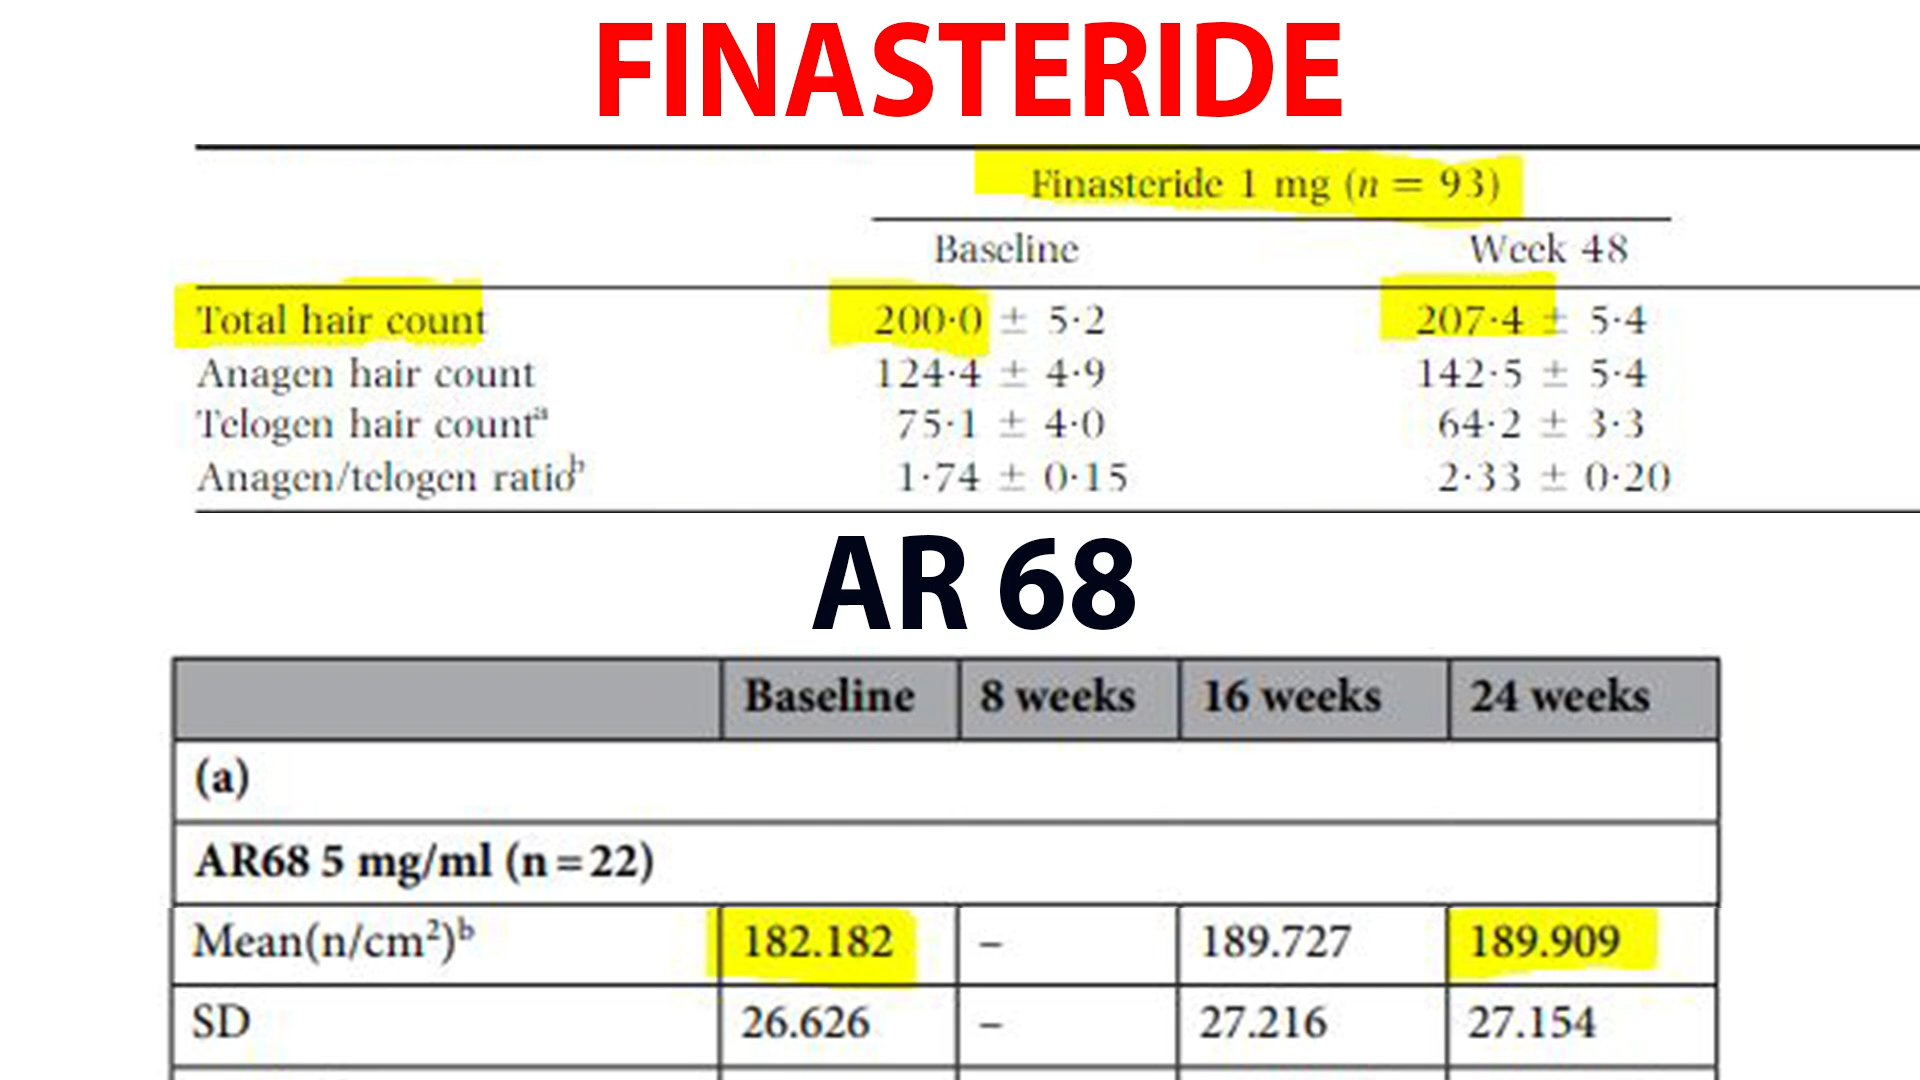 FINASTERIDE
Finasteride 1 mg (n = 93)
Baseline Week 48
Total hair count 200·0 ± 5·2 207·4 ± 5·4
Anagen hair count 124·4 ± 4·9 142·5 ± 5·4
Telogen hair countᵃ 75·1 ± 4·0 64·2 ± 3·3
Anagen/telogen ratioᵇ 1·74 ± 0·15 2·33 ± 0·20
AR 68
Baseline 8 weeks 16 weeks 24 weeks
(a)
AR68 5 mg/ml (n=22)
Mean(n/cm²)ᵇ 182.182 – 189.727 189.909
SD 26.626 – 27.216 27.154